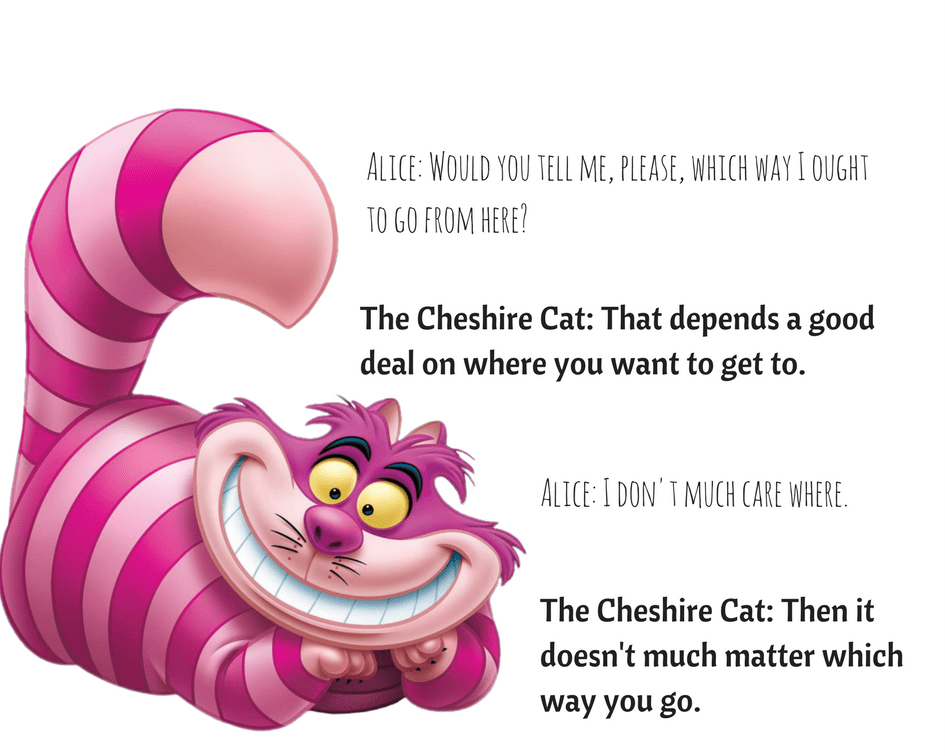 Alice: Would you tell me, please, which way I ought
to go from here?
The Cheshire Cat: That depends a good
deal on where you want to get to.
Alice: I don't much care where.
The Cheshire Cat: Then it
doesn't much matter which
way you go.